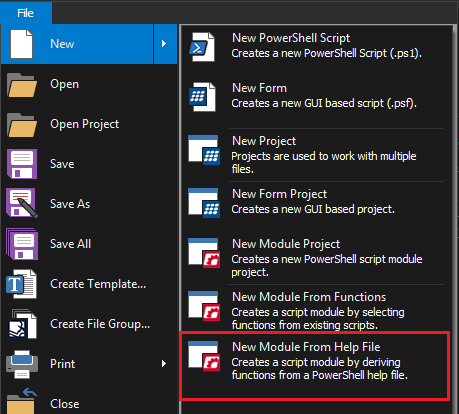 File
New
Open
Open Project
Save
Save As
Save All
Create Template...
Create File Group...
Print
Close
New PowerShell Script
Creates a new PowerShell Script (.ps1).
New Form
Creates a new GUI based script (.psf).
New Project
Projects are used to work with multiple
files.
New Form Project
Creates a new GUI based project.
New Module Project
Creates a new PowerShell script module
project.
New Module From Functions
Creates a script module by selecting
functions from existing scripts.
New Module From Help File
Creates a script module by deriving
functions from a PowerShell help file.